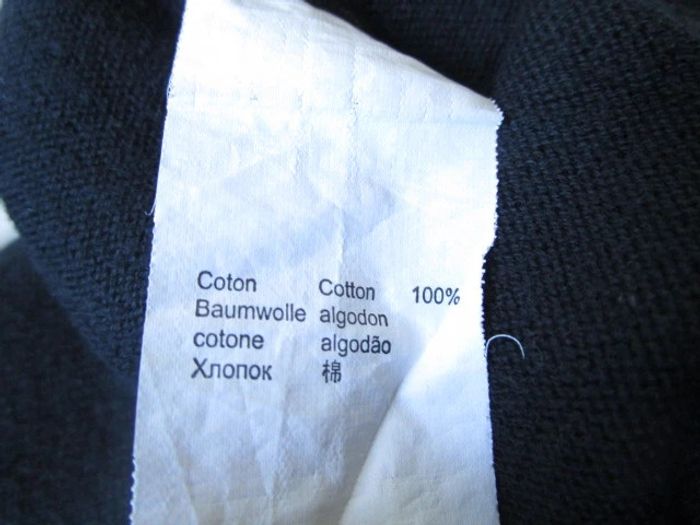 Coton Cotton 100%
Baumwolle algodon
cotone algodão
Хлопок 棉